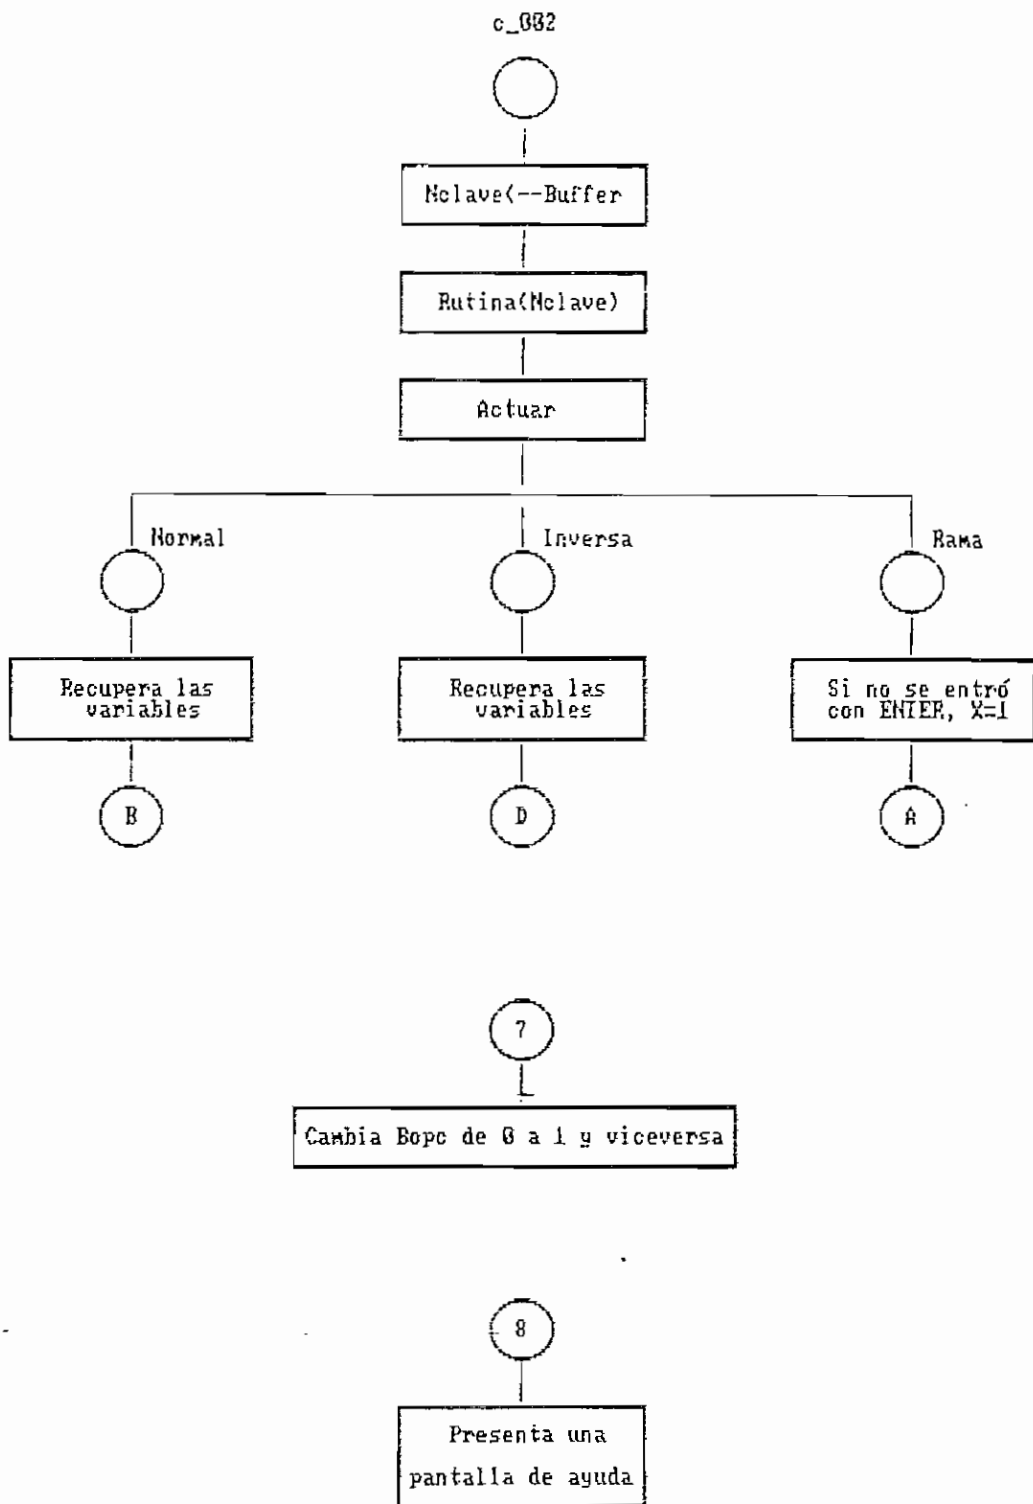 c_002
Nclave<--Buffer
Rutina(Nclave)
Actuar
Normal
Inversa
Rama
Recupera las
variables
Recupera las
variables
Si no se entró
con ENTER, X=1
B
D
A
7
Cambia Bopc de 0 a 1 y viceversa
8
Presenta una
pantalla de ayuda